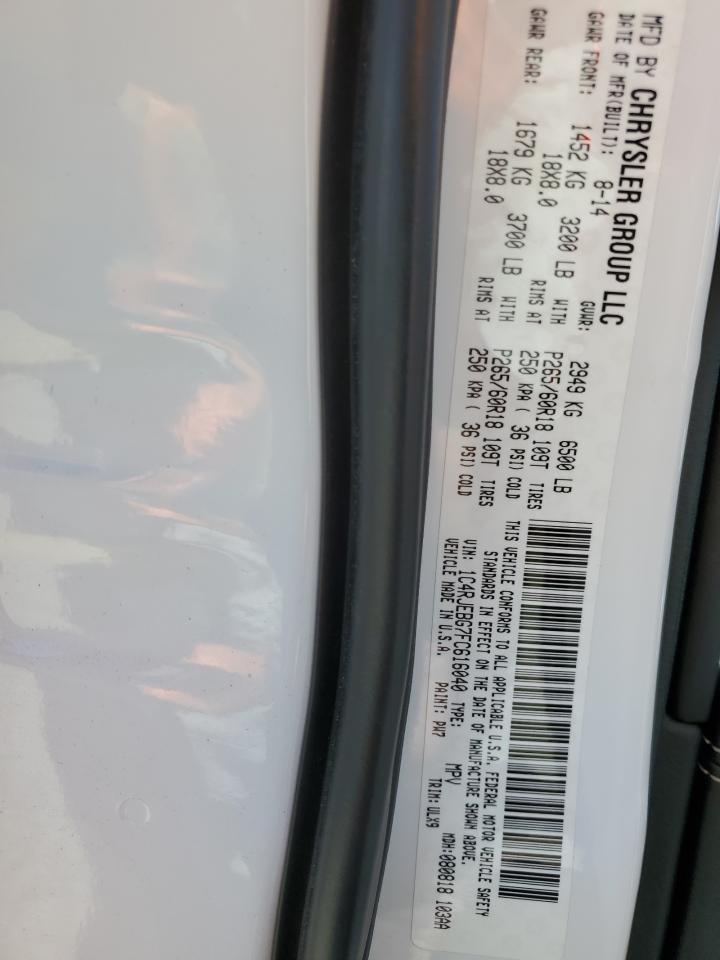 MFD BY CHRYSLER GROUP LLC
DATE OF MFR(BUILT): 8-14 GVWR: 2949 KG 6500 LB
GAWR FRONT: 1452 KG 3200 LB WITH P265/60R18 109T TIRES
18X8.0 RIMS AT 250 KPA ( 36 PSI) COLD
GAWR REAR: 1679 KG 3700 LB WITH P265/60R18 109T TIRES
18X8.0 RIMS AT 250 KPA ( 36 PSI) COLD
THIS VEHICLE CONFORMS TO ALL APPLICABLE U.S.A. FEDERAL MOTOR VEHICLE SAFETY
STANDARDS IN EFFECT ON THE DATE OF MANUFACTURE SHOWN ABOVE.
VIN: 1C4RJEBG7FC616040 TYPE: MPV MDH:080818 103AA
VEHICLE MADE IN U.S.A. PAINT: PW7 TRIM:ULX9